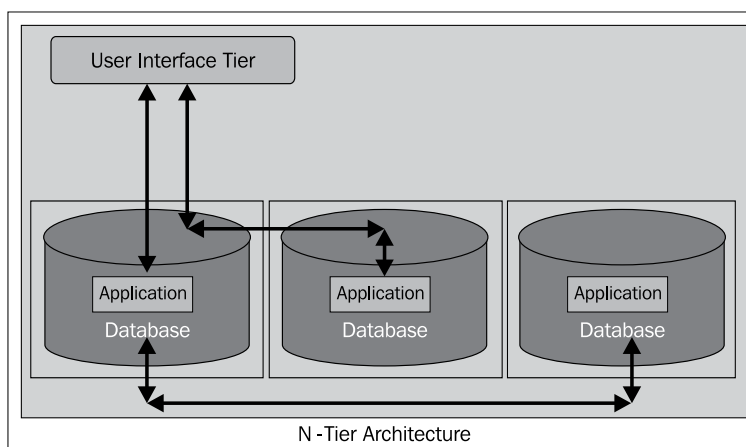 User Interface Tier
Application
Database
Application
Database
Application
Database
N -Tier Architecture